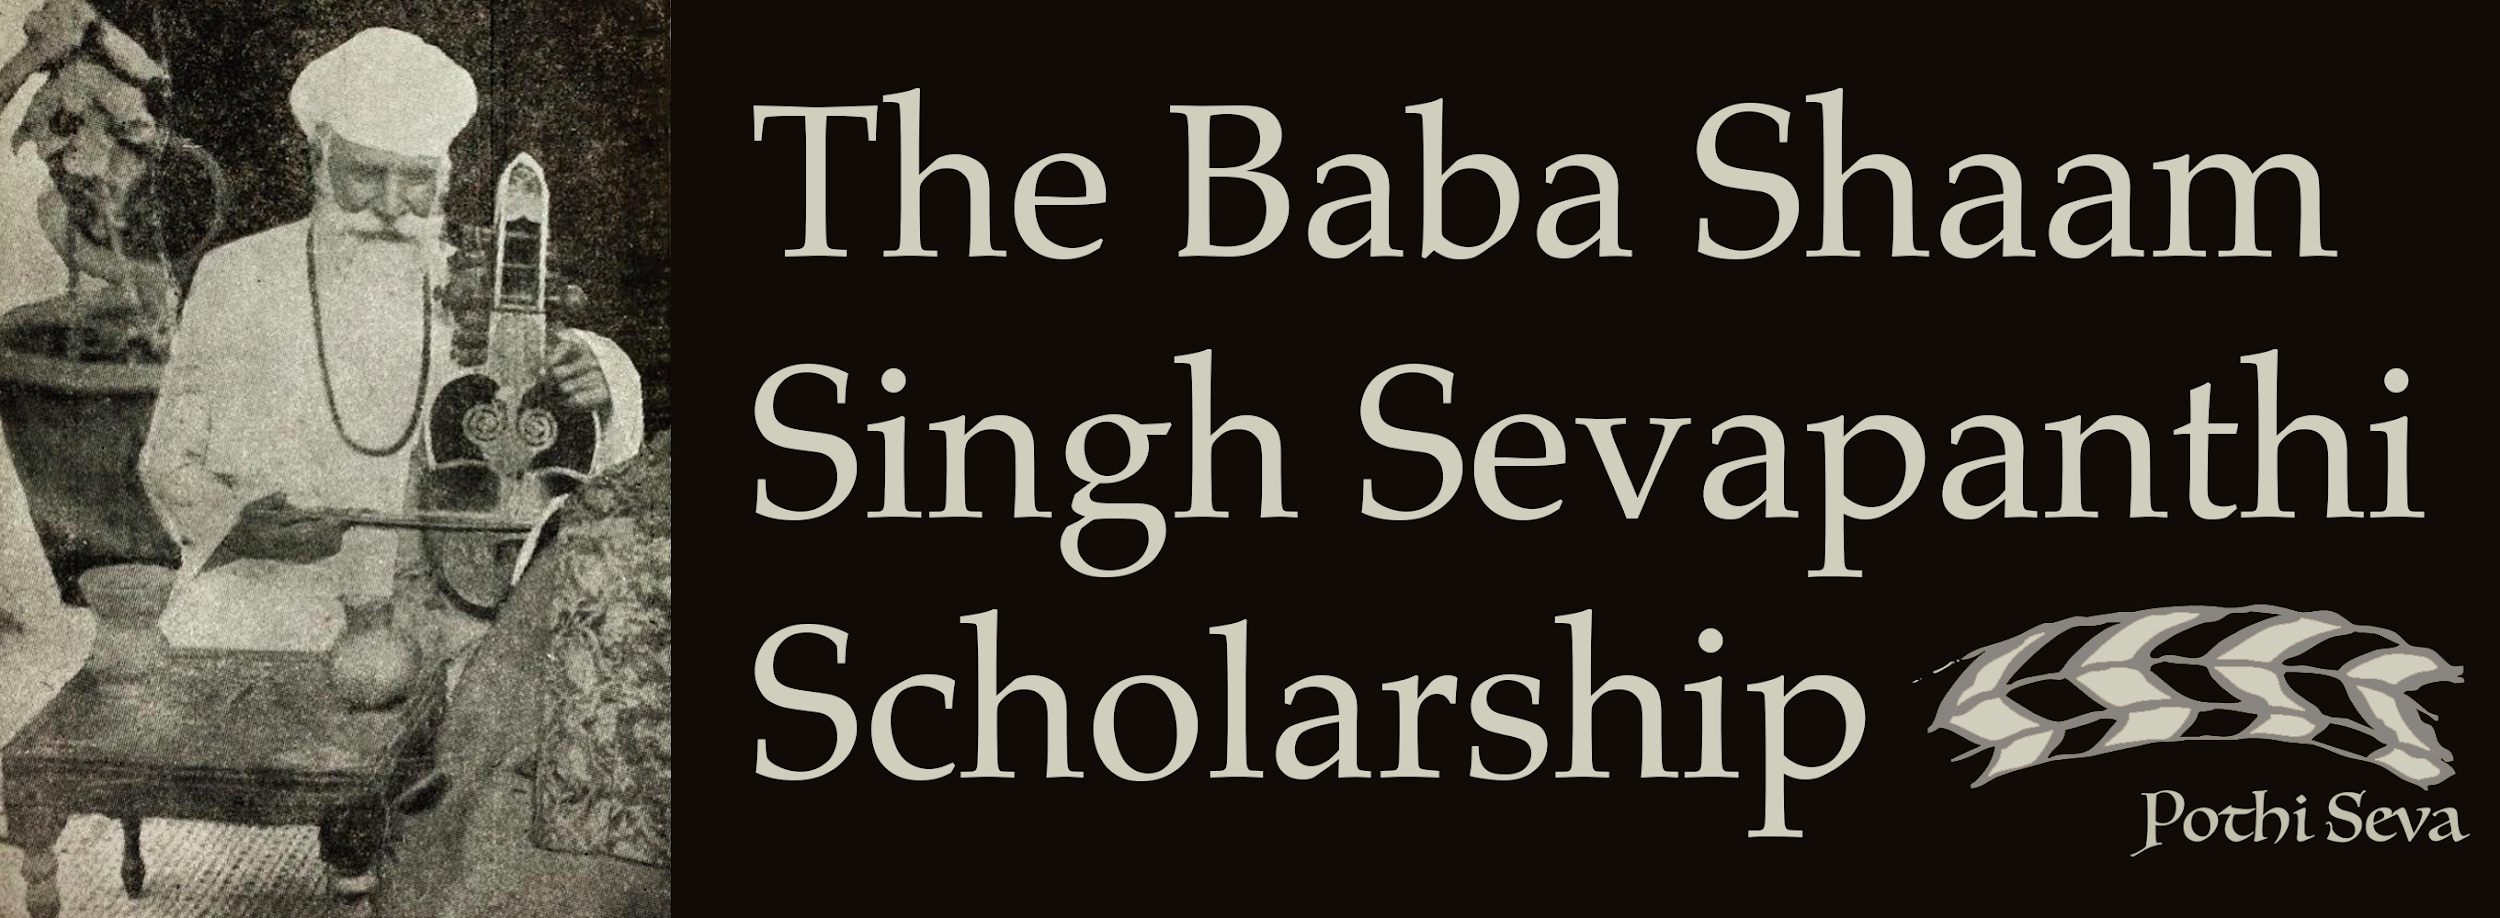 The Baba Shaam
Singh Sevapanthi
Scholarship
Pothi Seva